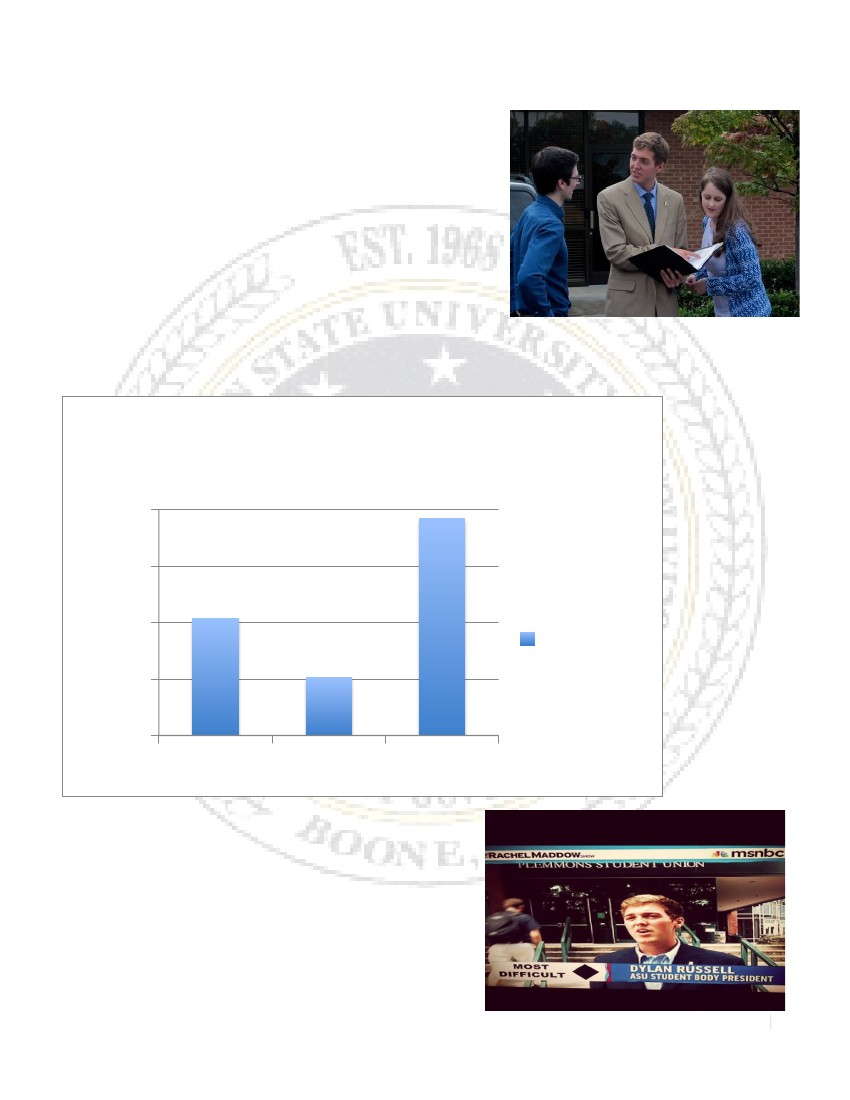 EST. 1968
STATE UNIVERSITY
BOONE,
RACHEL MADDOW SHOW
msnbc
PLEMMONS STUDENT UNION
MOST
DIFFICULT
DYLAN RUSSELL
ASU STUDENT BODY PRESIDENT